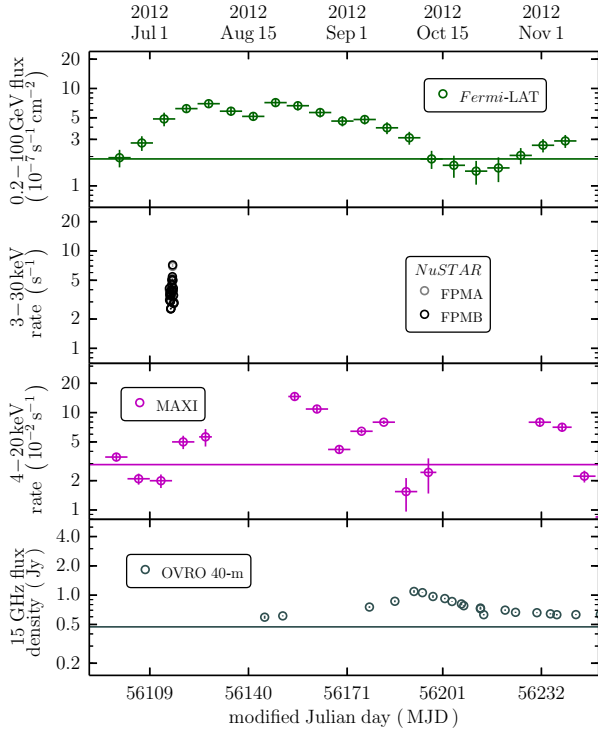 2012 2012 2012 2012 2012
Jul 1 Aug 15 Sep 1 Oct 15 Nov 1
0.2−100 GeV flux
(10⁻⁷ s⁻¹ cm⁻²)
20
10
5
3
1
Fermi-LAT
3−30 keV
rate (s⁻¹)
20
10
5
2
1
NuSTAR
FPMA
FPMB
4−20 keV
rate (10⁻² s⁻¹)
20
10
5
2
1
MAXI
15 GHz flux
density (Jy)
4.0
2.0
1.0
0.5
0.2
OVRO 40-m
56109 56140 56171 56201 56232
modified Julian day (MJD)